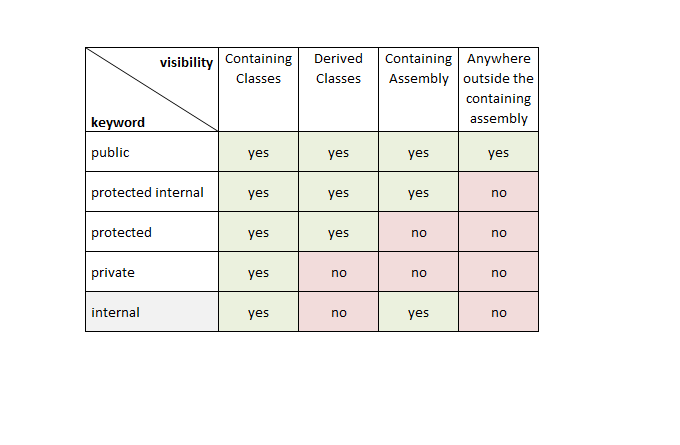 visibility
Containing Classes
Derived Classes
Containing Assembly
Anywhere outside the containing assembly
keyword
public yes yes yes yes
protected internal yes yes yes no
protected yes yes no no
private yes no no no
internal yes no yes no